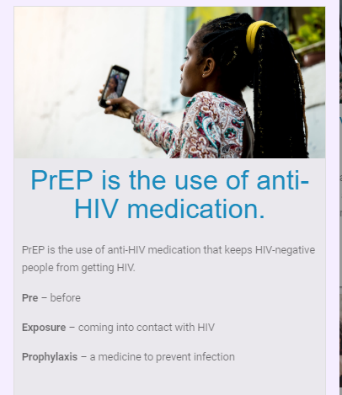 PrEP is the use of anti-
HIV medication.
PrEP is the use of anti-HIV medication that keeps HIV-negative
people from getting HIV.
Pre – before
Exposure – coming into contact with HIV
Prophylaxis – a medicine to prevent infection